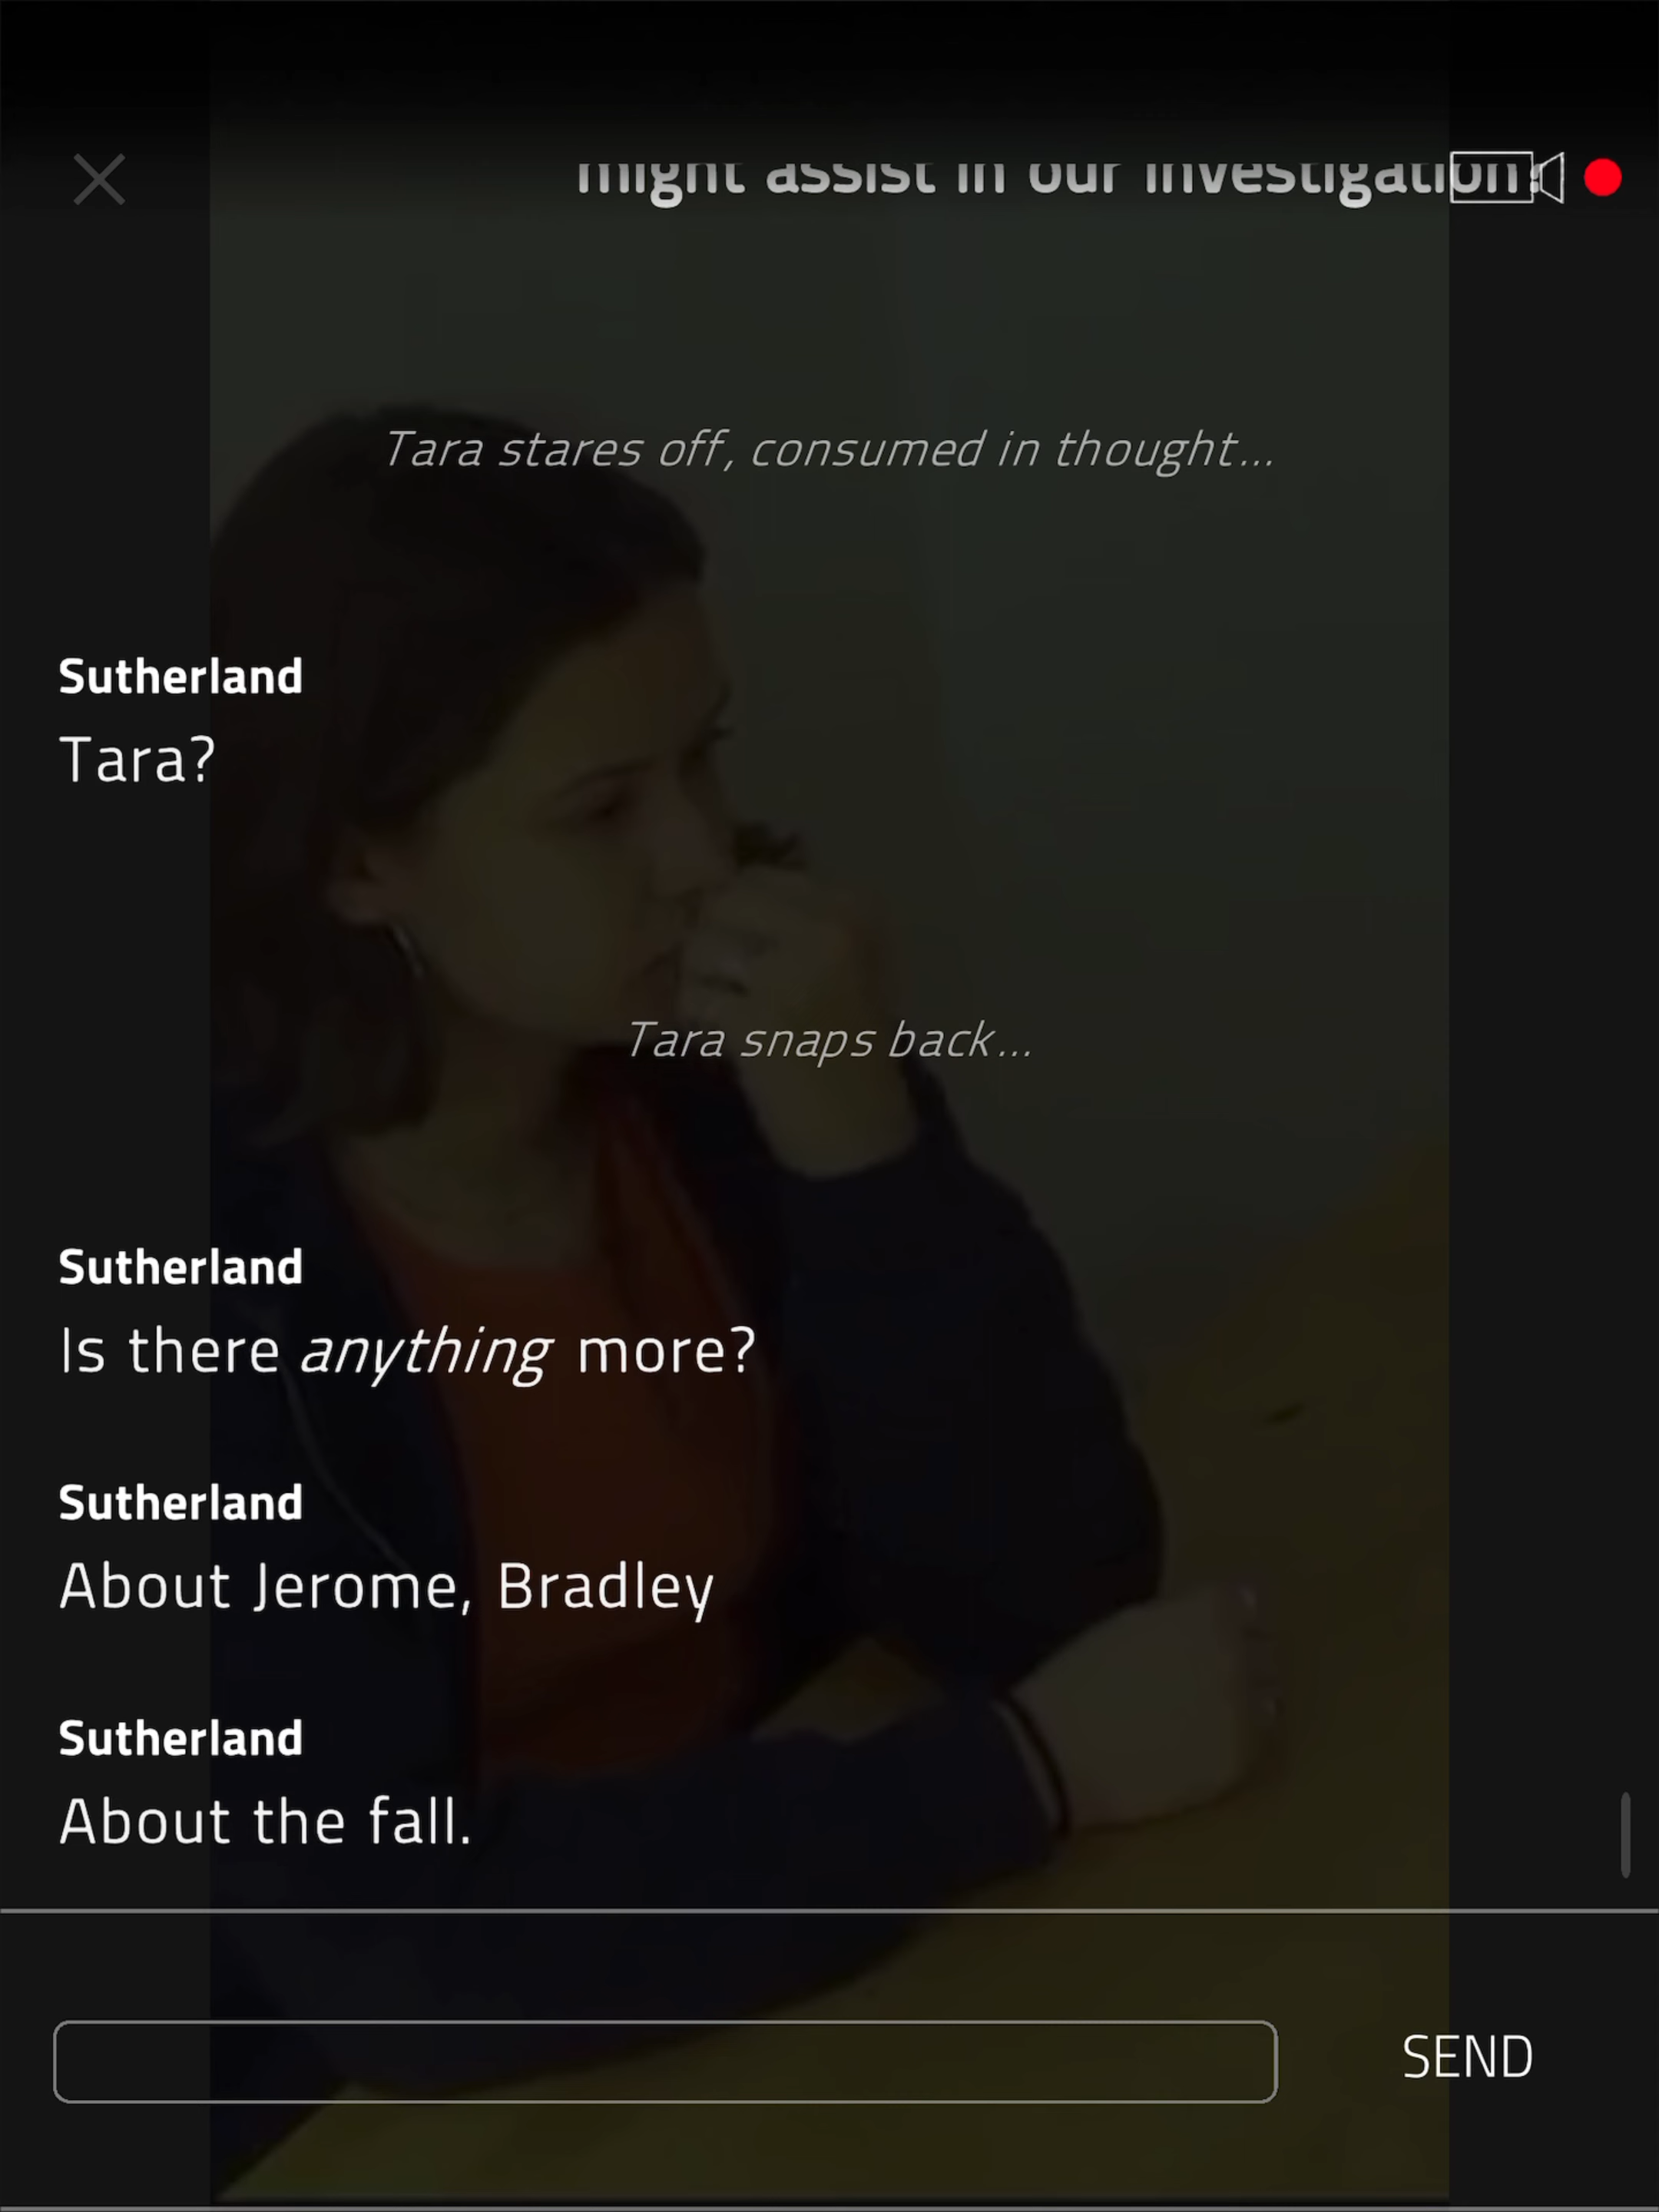 might assist in our investigation?
Tara stares off, consumed in thought...
Sutherland
Tara?
Tara snaps back...
Sutherland
Is there anything more?
Sutherland
About Jerome, Bradley
Sutherland
About the fall.
SEND